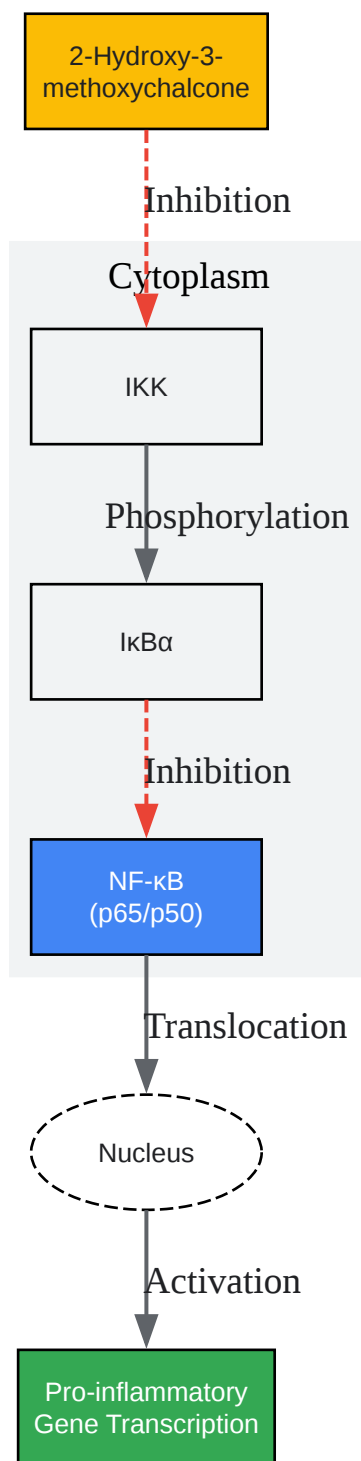 2-Hydroxy-3-
methoxychalcone
Inhibition
Cytoplasm
IKK
Phosphorylation
IκBα
Inhibition
NF-κB
(p65/p50)
Translocation
Nucleus
Activation
Pro-inflammatory
Gene Transcription